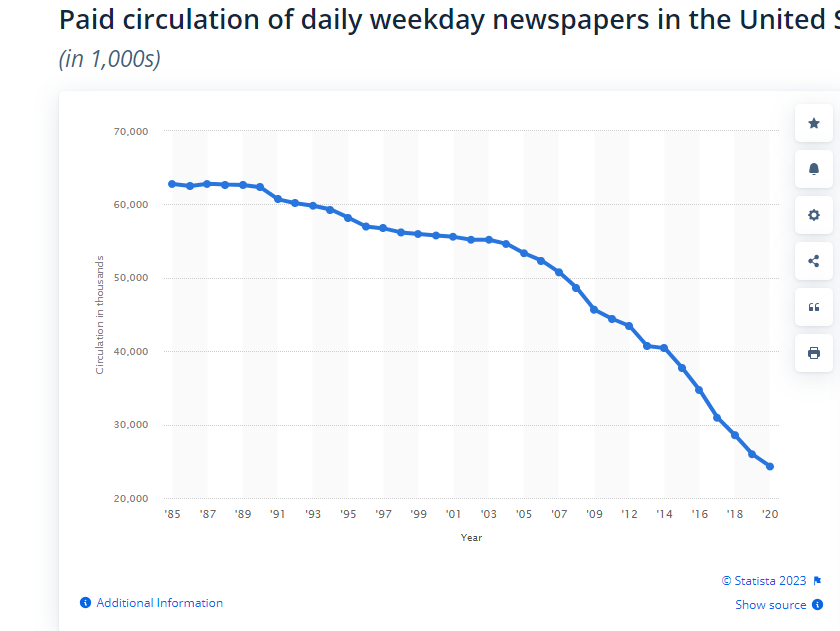 Paid circulation of daily weekday newspapers in the United
(in 1,000s)
70,000
60,000
50,000
40,000
30,000
20,000
Circulation in thousands
'85 '87 '89 '91 '93 '95 '97 '99 '01 '03 '05 '07 '09 '12 '14 '16 '18 '20
Year
© Statista 2023
Additional Information
Show source